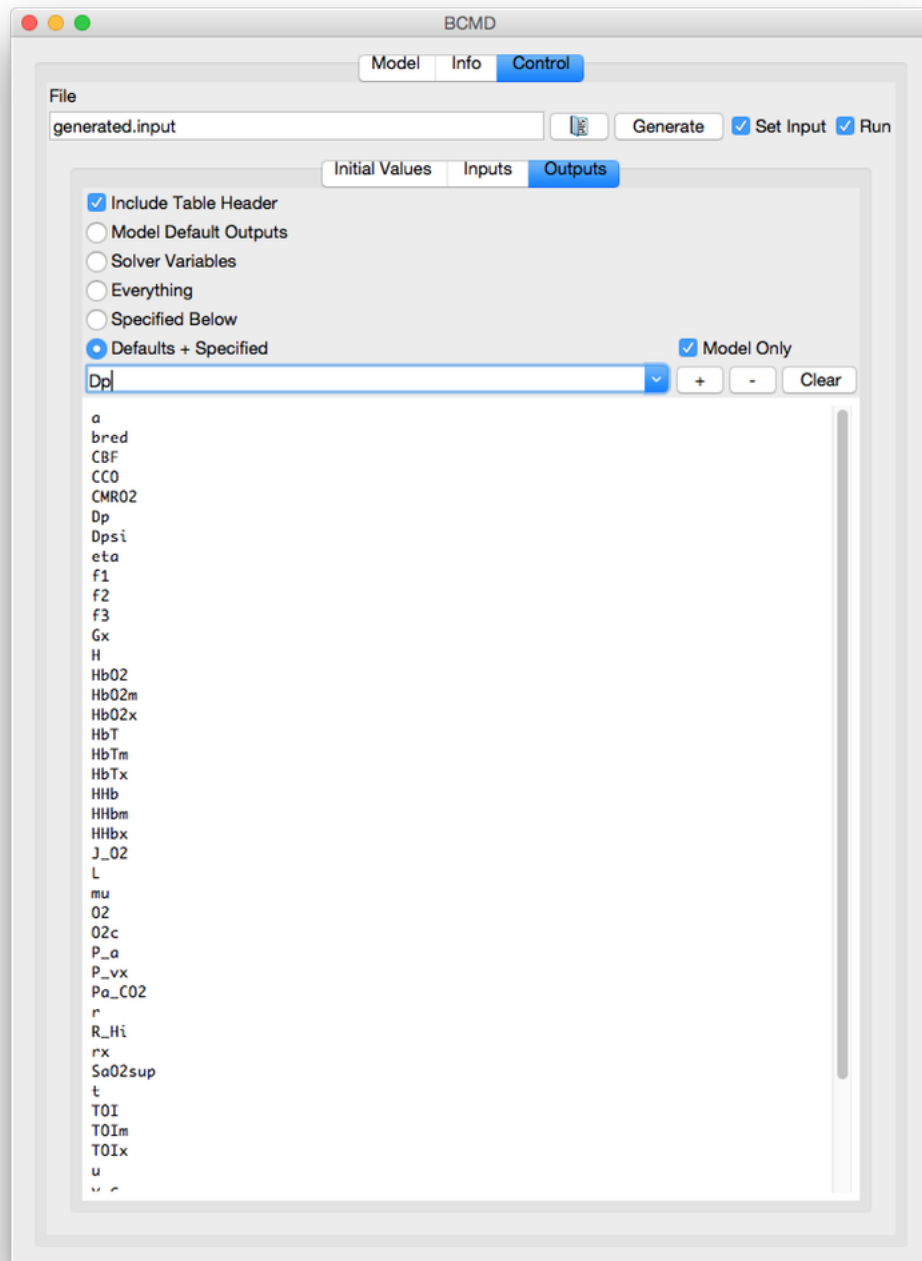 BCMD
Model Info Control
File
generated.input Generate Set Input Run
Initial Values Inputs Outputs
Include Table Header
Model Default Outputs
Solver Variables
Everything
Specified Below
Defaults + Specified Model Only
Dp + - Clear
a
bred
CBF
CCO
CMRO2
Dp
Dpsi
eta
f1
f2
f3
Gx
H
HbO2
HbO2m
HbO2x
HbT
HbTm
HbTx
HHb
HHbm
HHbx
J_O2
L
mu
O2
O2c
P_a
P_vx
Pa_CO2
r
R_Hi
rx
SaO2sup
t
TOI
TOIm
TOIx
u